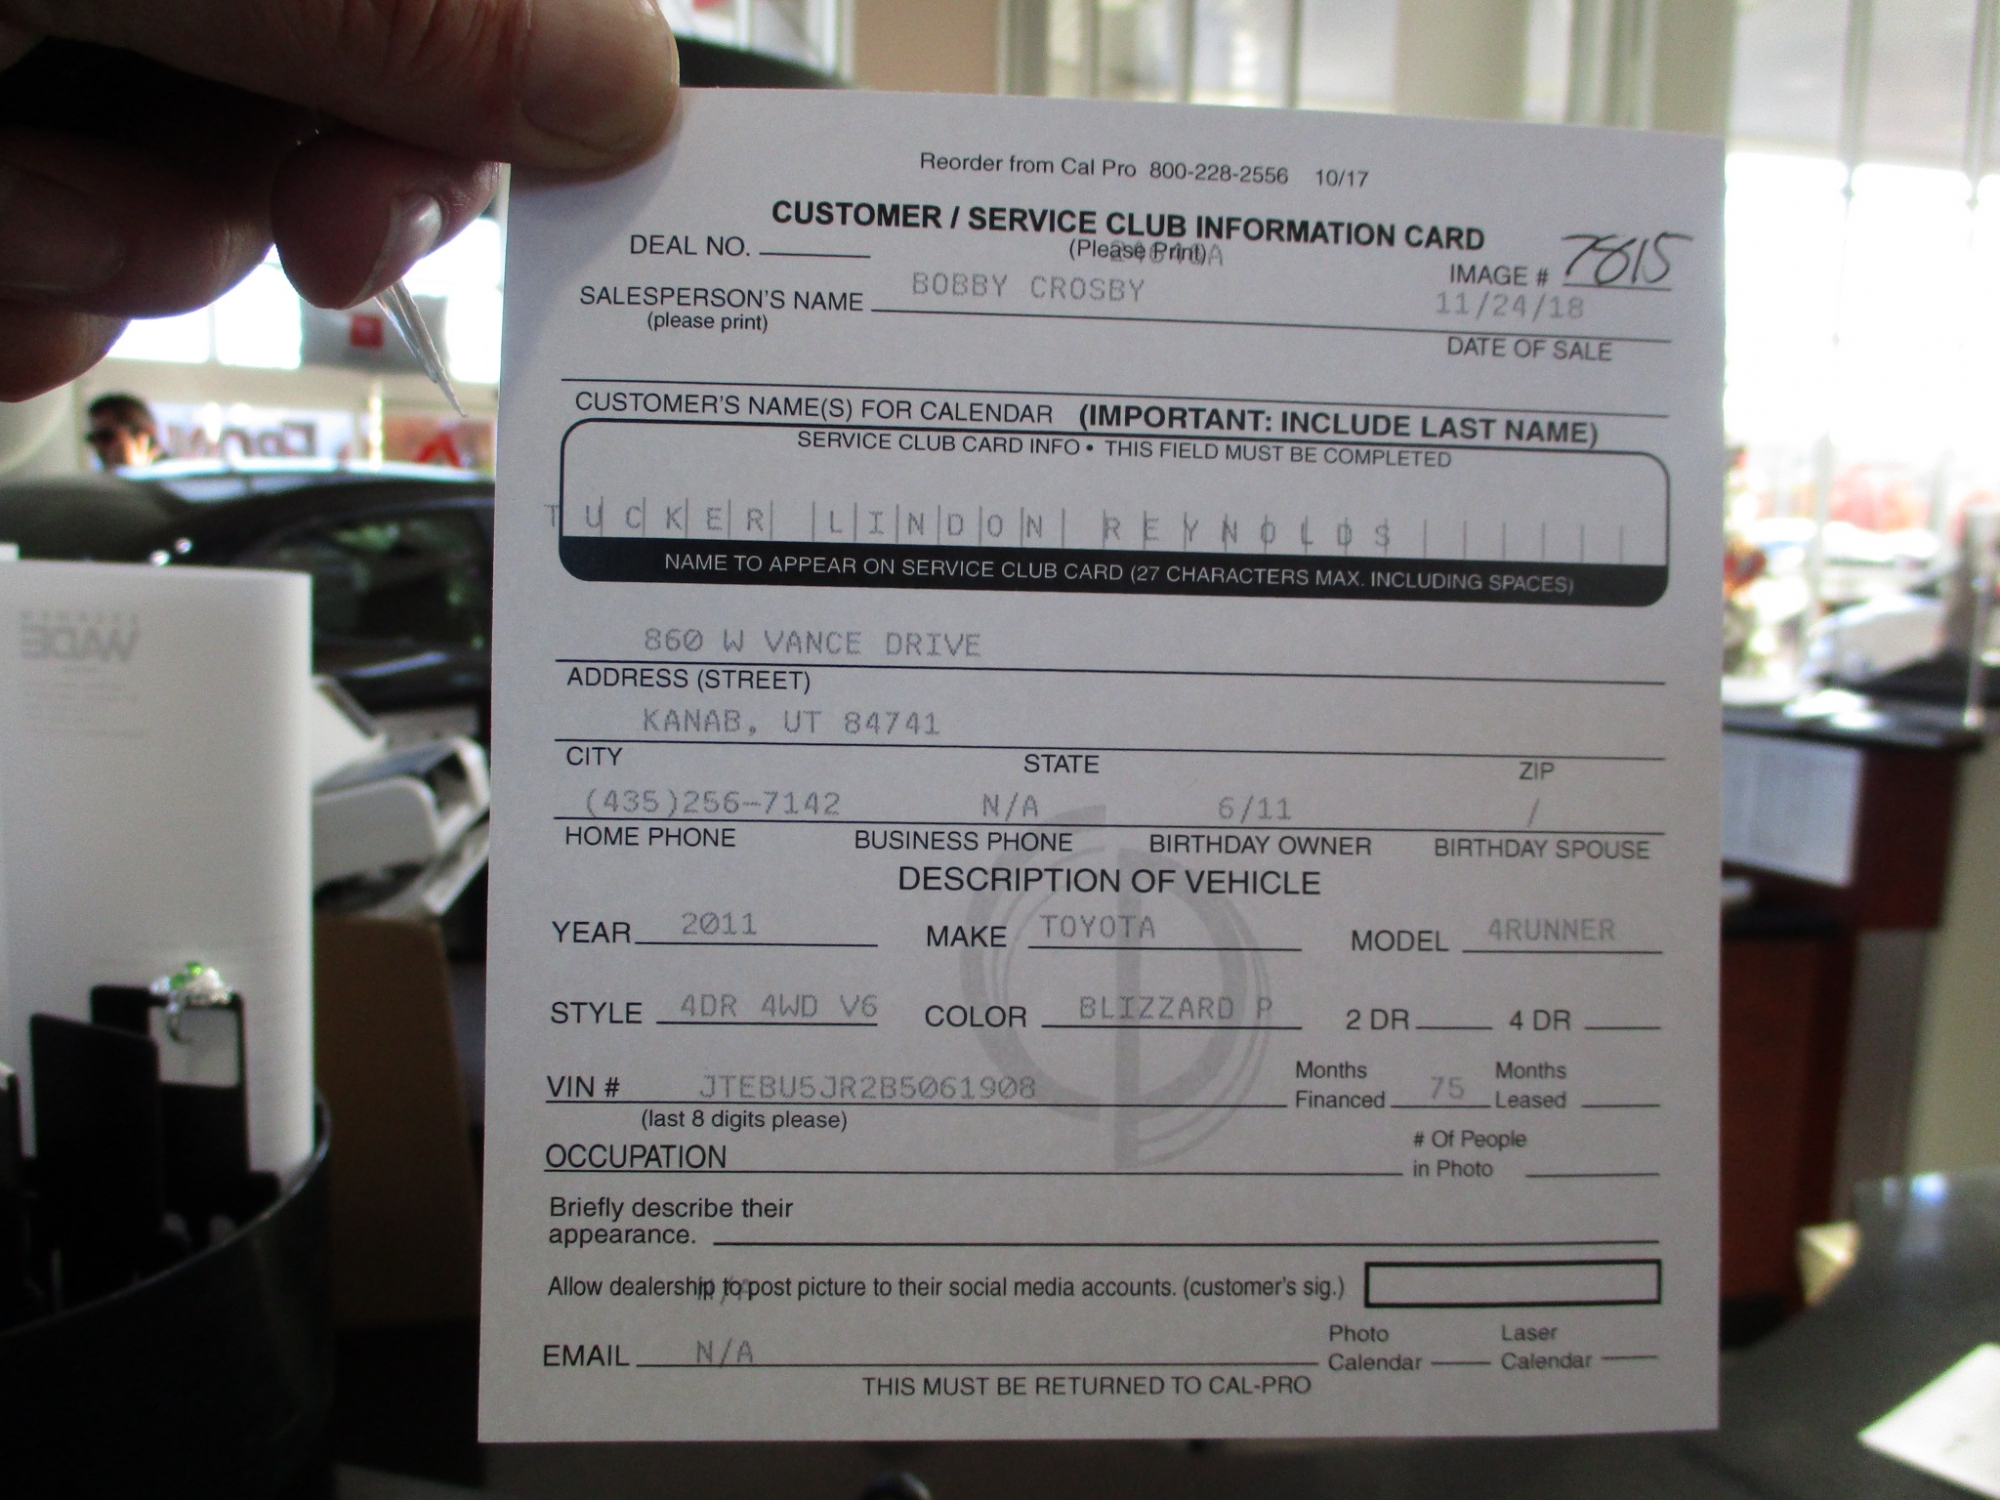 Reorder from Cal Pro 800-228-2556 10/17
CUSTOMER / SERVICE CLUB INFORMATION CARD
DEAL NO. (Please Print)
IMAGE # 7815
SALESPERSON'S NAME BOBBY CROSBY 11/24/18
(please print) DATE OF SALE
CUSTOMER'S NAME(S) FOR CALENDAR (IMPORTANT: INCLUDE LAST NAME)
SERVICE CLUB CARD INFO • THIS FIELD MUST BE COMPLETED
TUCKER LINDON REYNOLDS
NAME TO APPEAR ON SERVICE CLUB CARD (27 CHARACTERS MAX. INCLUDING SPACES)
860 W VANCE DRIVE
ADDRESS (STREET)
KANAB, UT 84741
CITY STATE ZIP
(435)256-7142 N/A 6/11 /
HOME PHONE BUSINESS PHONE BIRTHDAY OWNER BIRTHDAY SPOUSE
DESCRIPTION OF VEHICLE
YEAR 2011 MAKE TOYOTA MODEL 4RUNNER
STYLE 4DR 4WD V6 COLOR BLIZZARD P 2 DR 4 DR
VIN # JTEBU5JR2B5061908 Months Financed 75 Months Leased
(last 8 digits please)
OCCUPATION # Of People in Photo
Briefly describe their
appearance.
Allow dealership to post picture to their social media accounts. (customer's sig.)
EMAIL N/A Photo Calendar Laser Calendar
THIS MUST BE RETURNED TO CAL-PRO
WADE